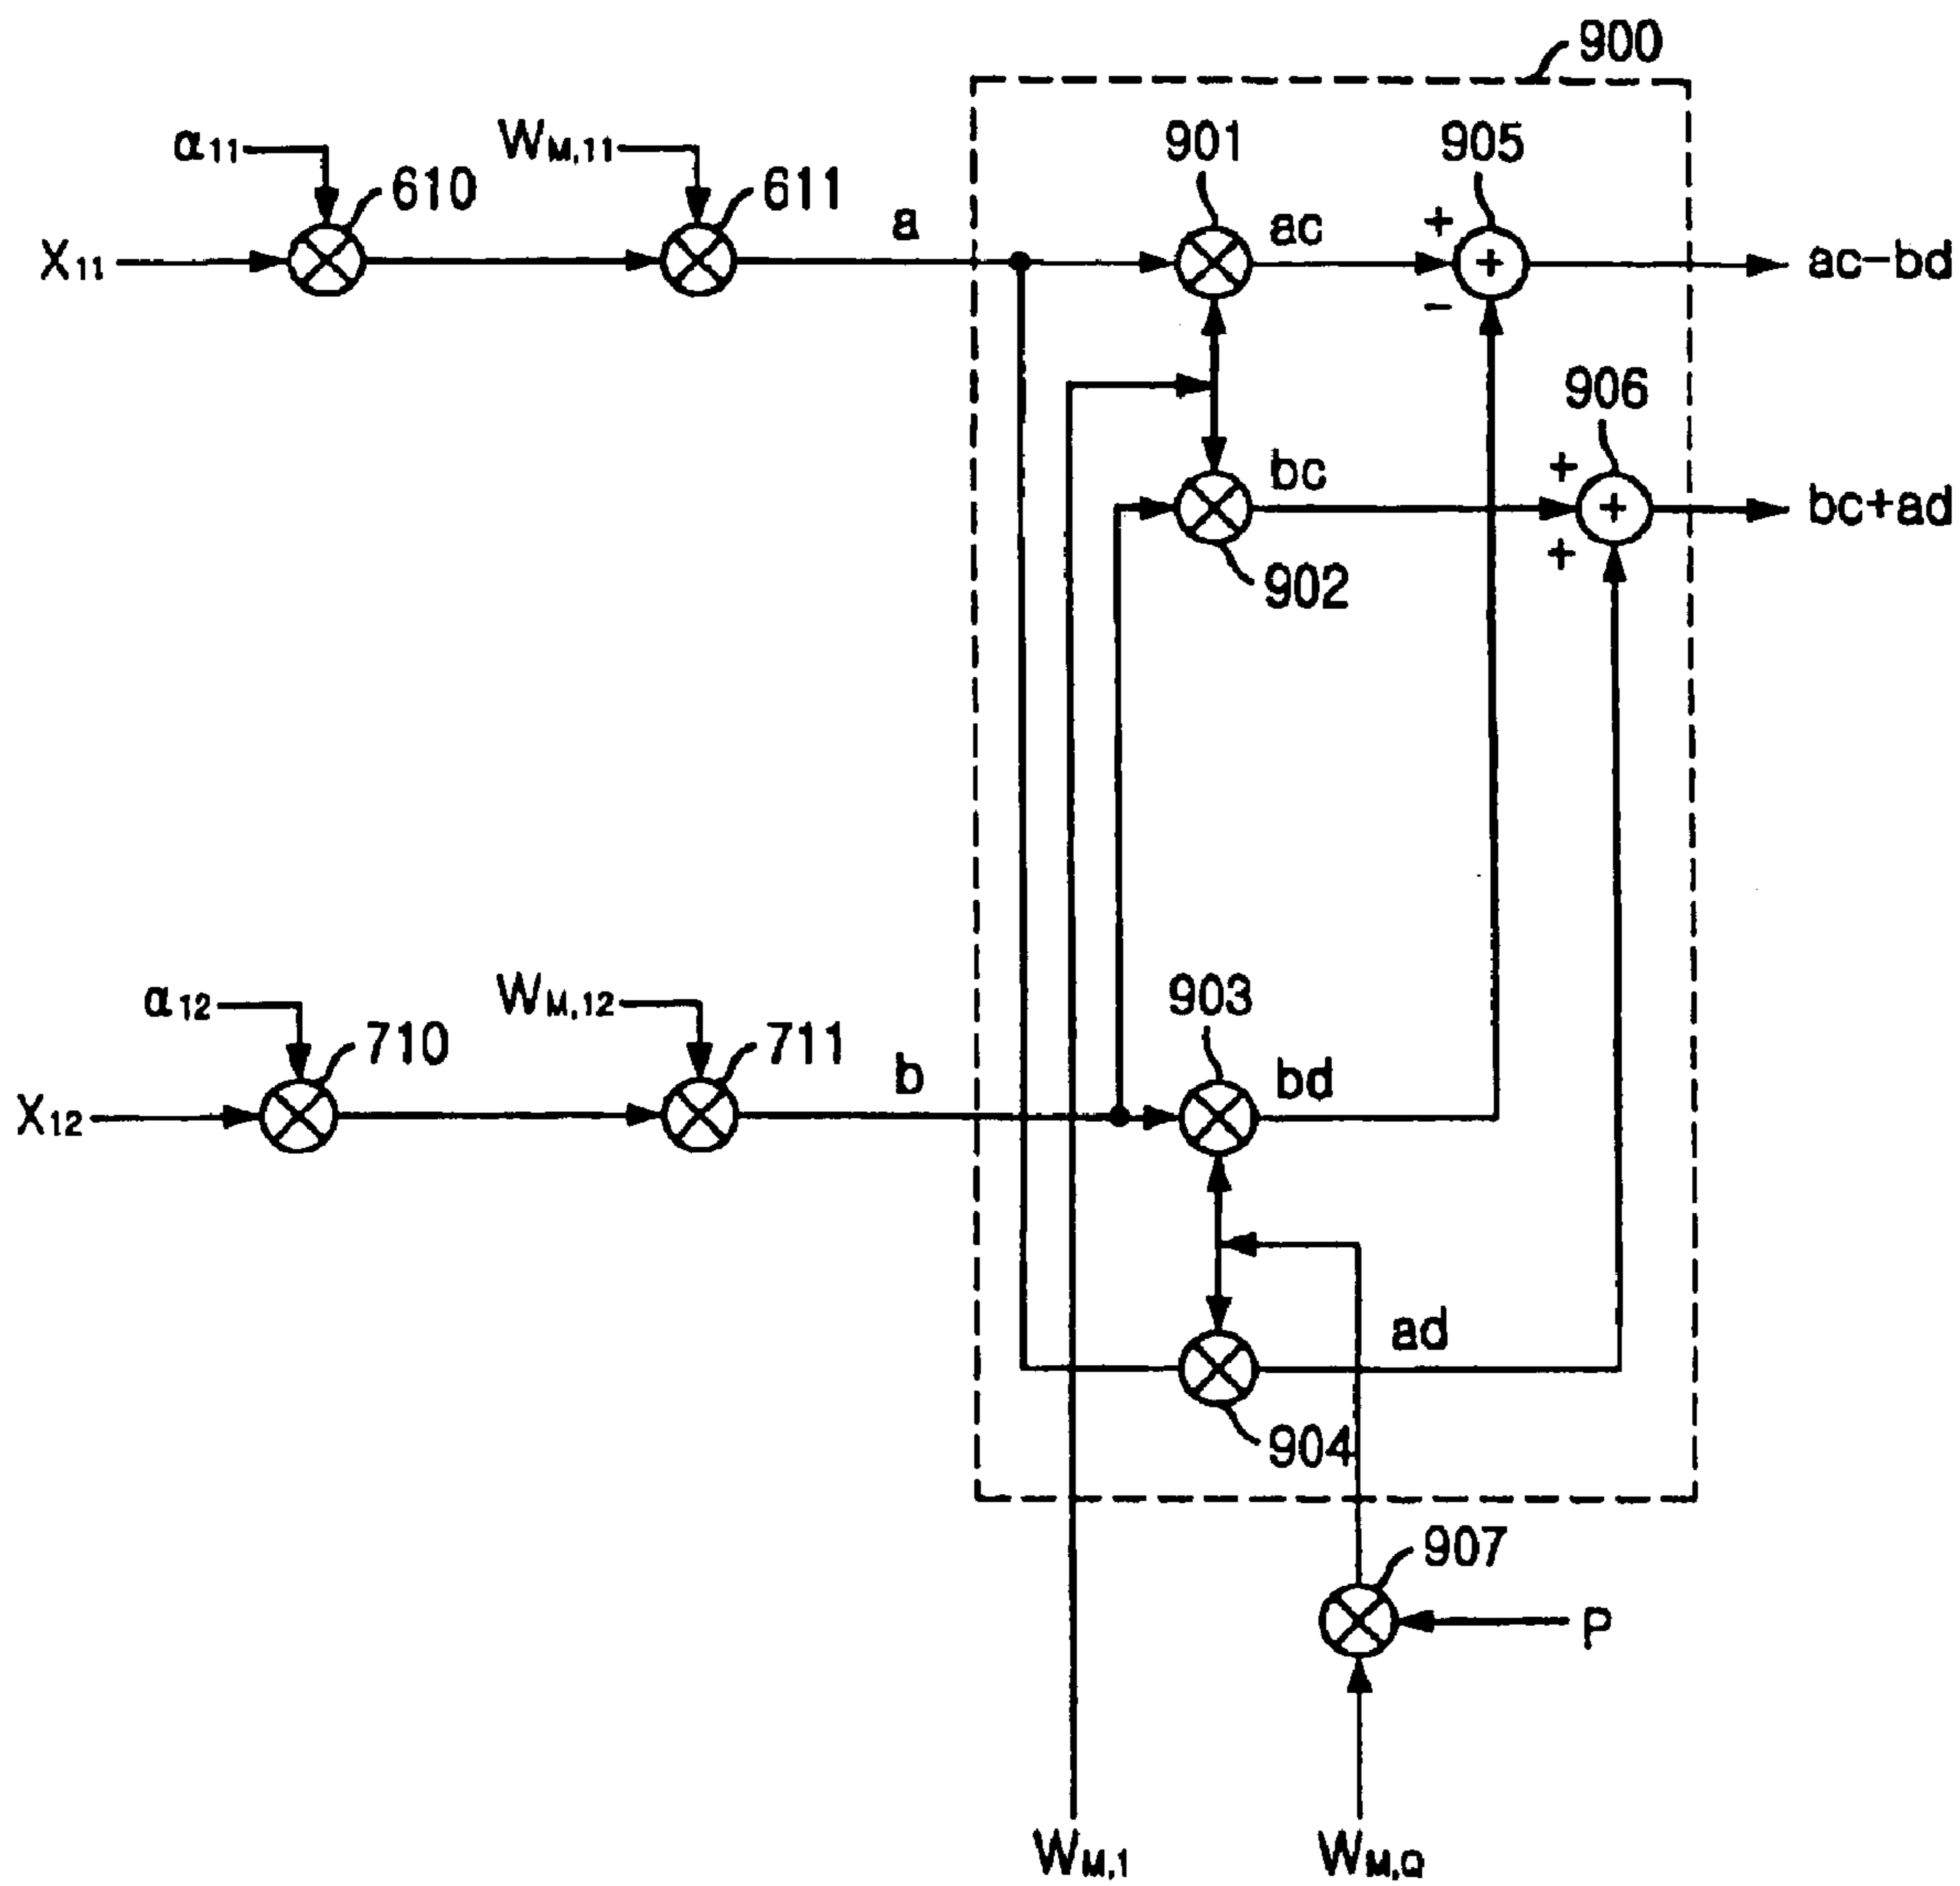 900
901
905
α11
WM,11
610
611
a
ac
+
X11
+
ac-bd
-
906
bc
+
+
bc+ad
+
902
α12
WM,12
903
710
711
b
bd
X12
ad
904
907
P
WM,1
WM,Q